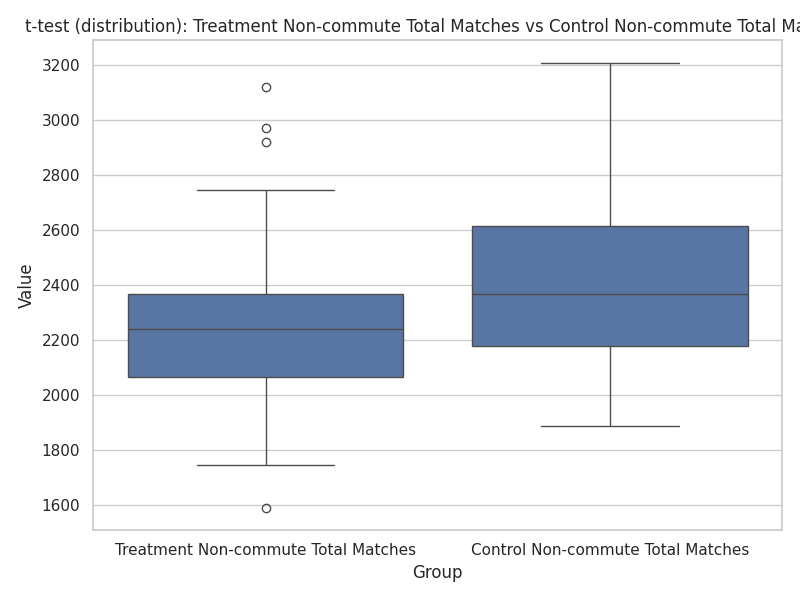 t-test (distribution): Treatment Non-commute Total Matches vs Control Non-commute Total Ma
3200
3000
2800
2600
2400
2200
2000
1800
1600
Value
Treatment Non-commute Total Matches
Control Non-commute Total Matches
Group